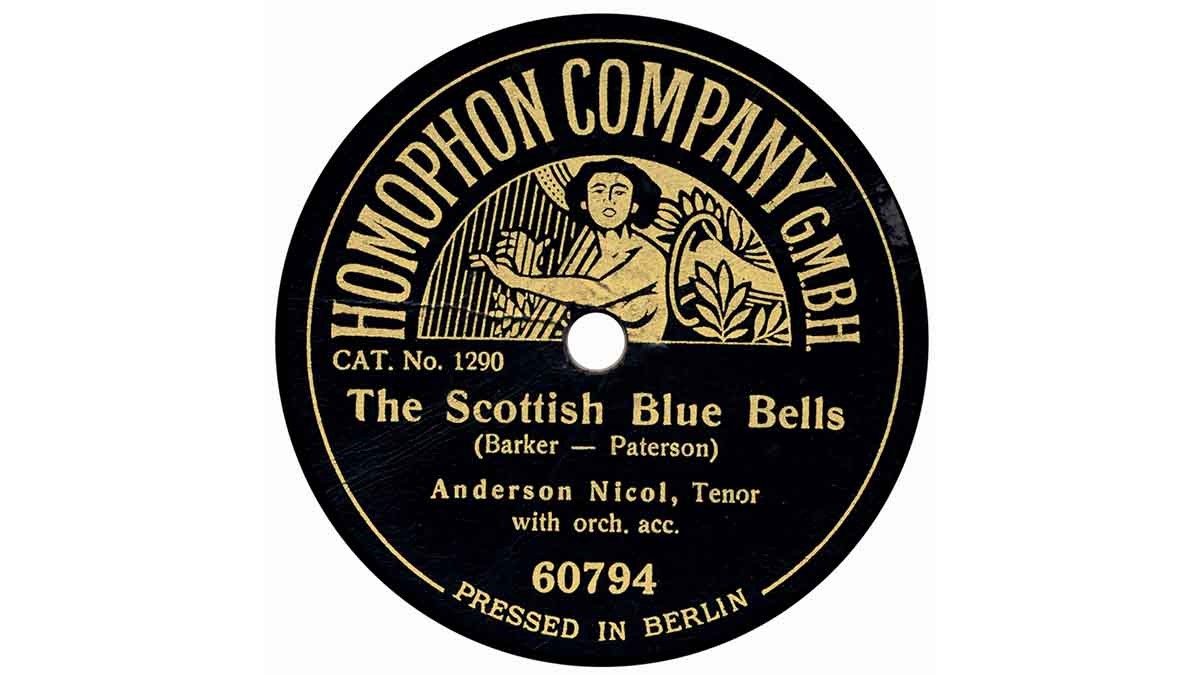 HOMOPHON COMPANY G.M.B.H.
CAT. No. 1290
The Scottish Blue Bells
(Barker — Paterson)
Anderson Nicol, Tenor
with orch. acc.
60794
PRESSED IN BERLIN